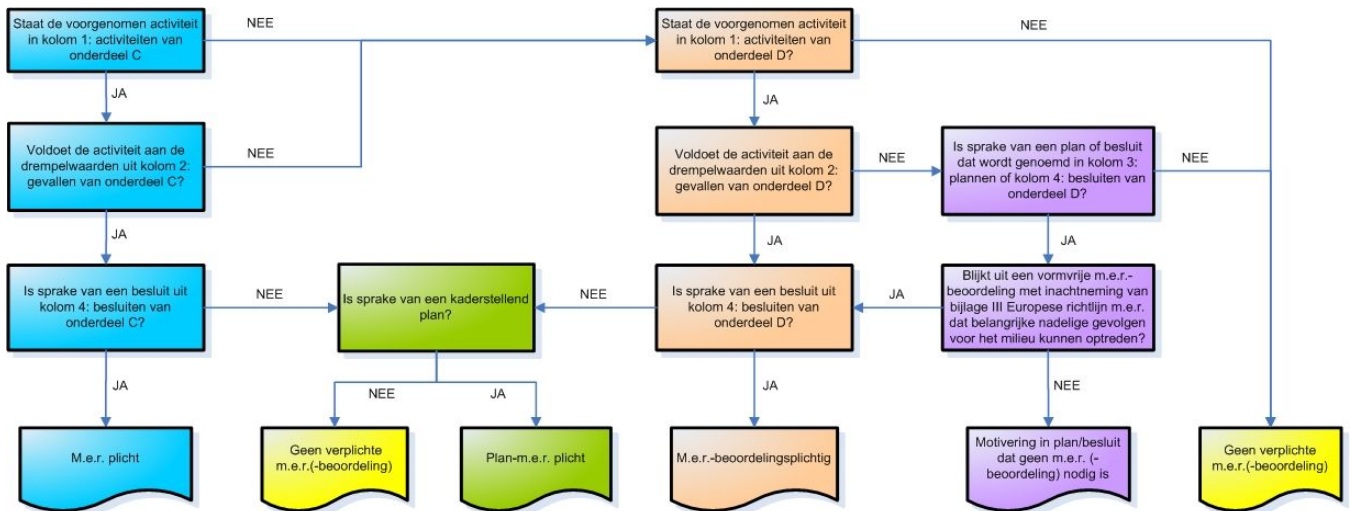 Staat de voorgenomen activiteit
in kolom 1: activiteiten van
onderdeel C
NEE
Staat de voorgenomen activiteit
in kolom 1: activiteiten van
onderdeel D?
NEE
JA
JA
Voldoet de activiteit aan de
drempelwaarden uit kolom 2:
gevallen van onderdeel C?
NEE
Voldoet de activiteit aan de
drempelwaarden uit kolom 2:
gevallen van onderdeel D?
NEE
Is sprake van een plan of besluit
dat wordt genoemd in kolom 3:
plannen of kolom 4: besluiten van
onderdeel D?
NEE
JA
JA
JA
Is sprake van een besluit uit
kolom 4: besluiten van
onderdeel C?
NEE
Is sprake van een kaderstellend
plan?
NEE
Is sprake van een besluit uit
kolom 4: besluiten van
onderdeel D?
JA
Blijkt uit een vormvrije m.e.r.-
beoordeling met inachtneming van
bijlage III Europese richtlijn m.e.r.
dat belangrijke nadelige gevolgen
voor het milieu kunnen optreden?
JA
NEE
JA
JA
NEE
M.e.r. plicht
Geen verplichte
m.e.r.(-beoordeling)
Plan-m.e.r. plicht
M.e.r.-beoordelingsplichtig
Motivering in plan/besluit
dat geen m.e.r. (-
beoordeling) nodig is
Geen verplichte
m.e.r.(-beoordeling)